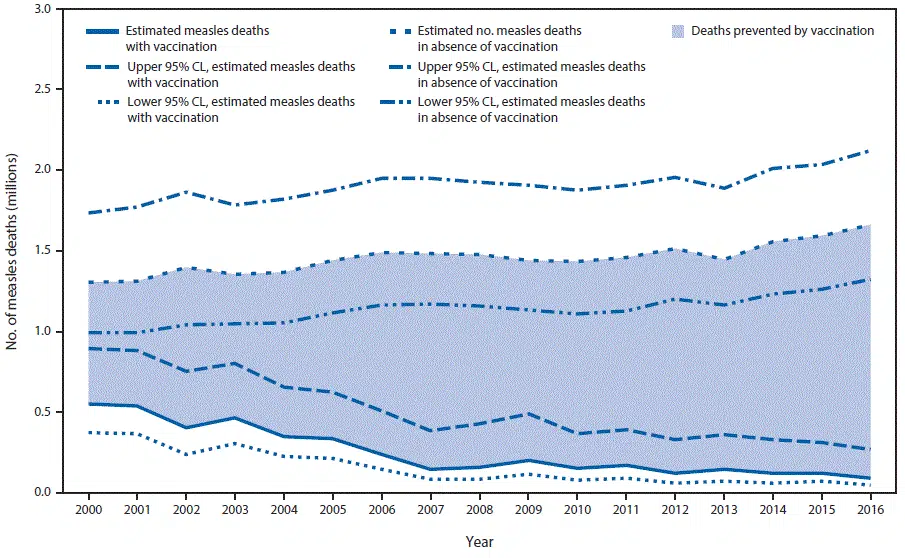 3.0
Estimated measles deaths
with vaccination
Estimated no. measles deaths
in absence of vaccination
Deaths prevented by vaccination
Upper 95% CL, estimated measles deaths
with vaccination
Upper 95% CL, estimated measles deaths
in absence of vaccination
Lower 95% CL, estimated measles deaths
with vaccination
Lower 95% CL, estimated measles deaths
in absence of vaccination
2.5
2.0
1.5
1.0
0.5
0.0
No. of measles deaths (millions)
2000 2001 2002 2003 2004 2005 2006 2007 2008 2009 2010 2011 2012 2013 2014 2015 2016
Year